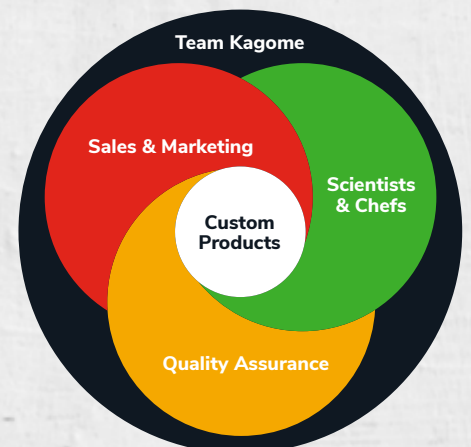 Team Kagome
Sales & Marketing
Scientists
& Chefs
Custom
Products
Quality Assurance